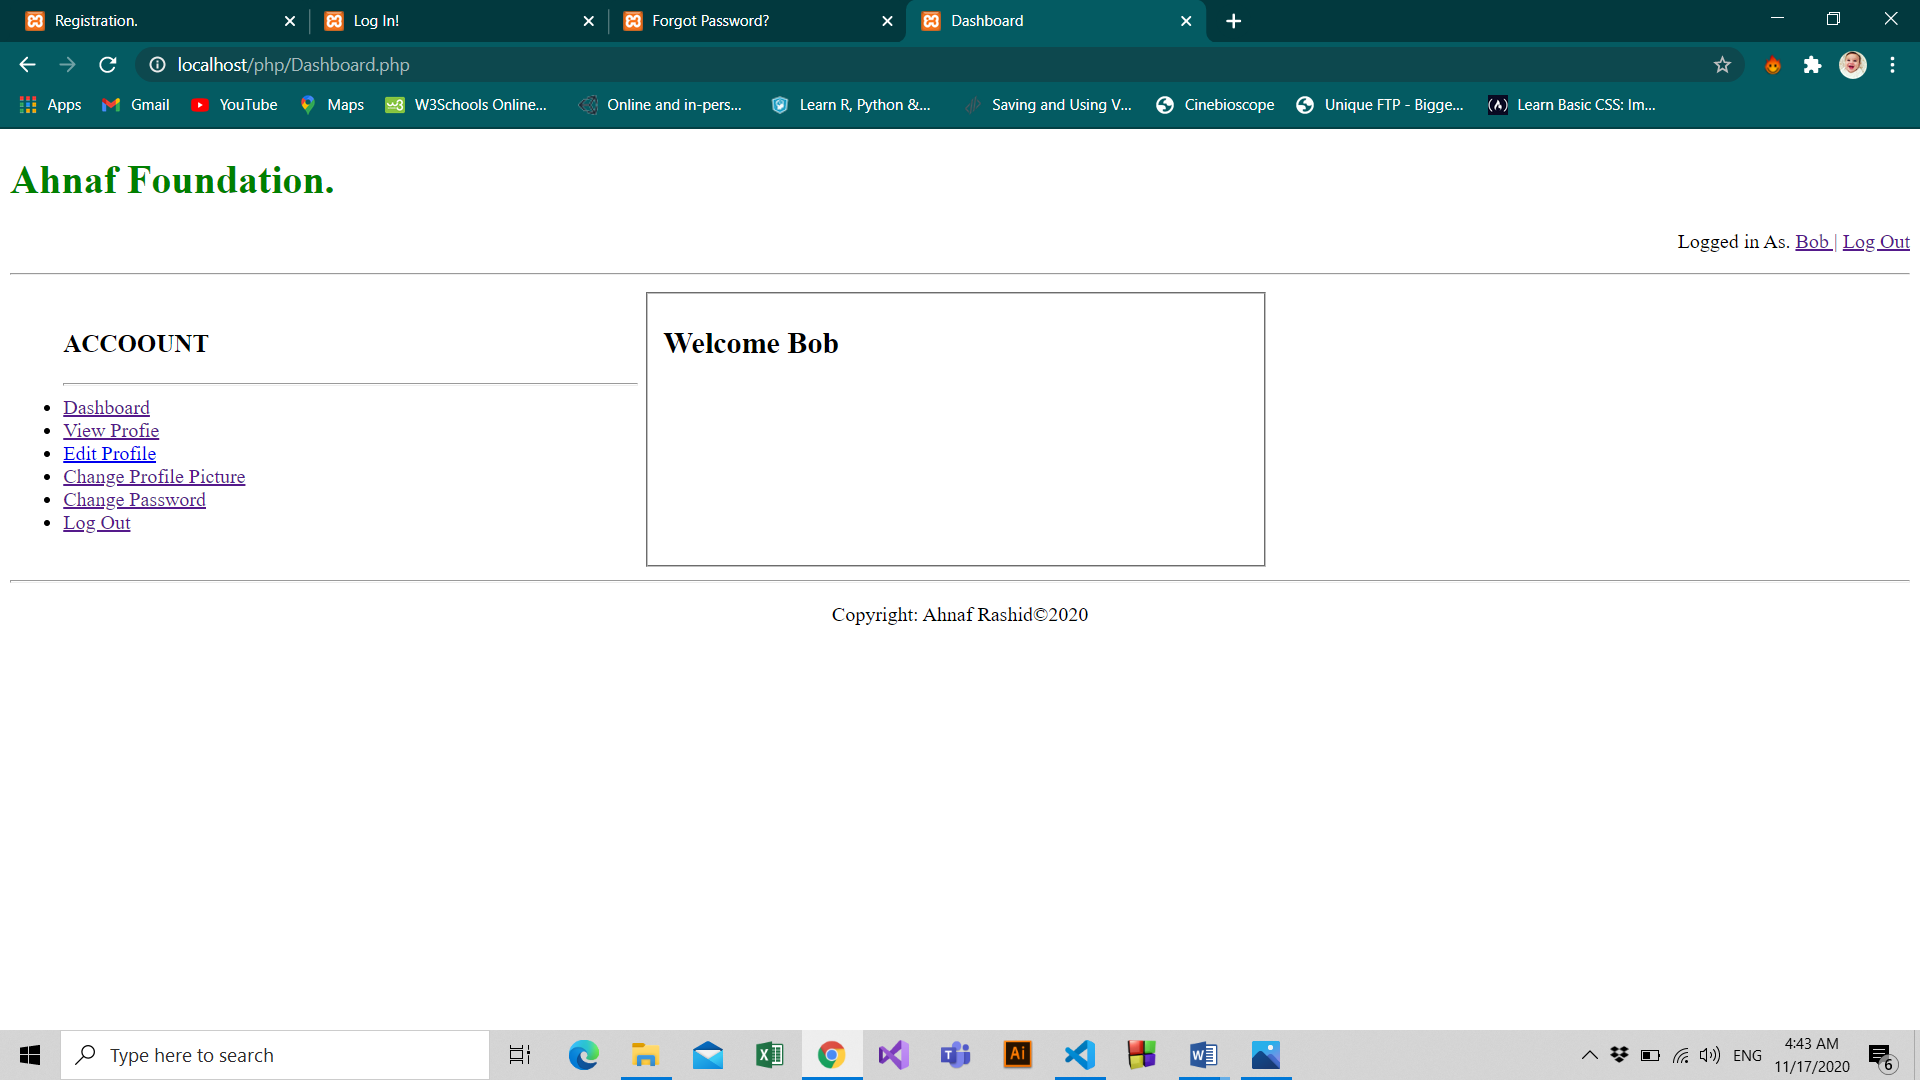 Registration.
Log In!
Forgot Password?
Dashboard
localhost/php/Dashboard.php
Apps
Gmail
YouTube
Maps
W3Schools Online...
Online and in-pers...
Learn R, Python &...
Saving and Using V...
Cinebioscope
Unique FTP - Bigge...
Learn Basic CSS: Im...
Ahnaf Foundation.
Logged in As. Bob | Log Out
ACCOOUNT
Dashboard
View Profie
Edit Profile
Change Profile Picture
Change Password
Log Out
Welcome Bob
Copyright: Ahnaf Rashid©2020
Type here to search
Ai
ENG
4:43 AM
11/17/2020
6